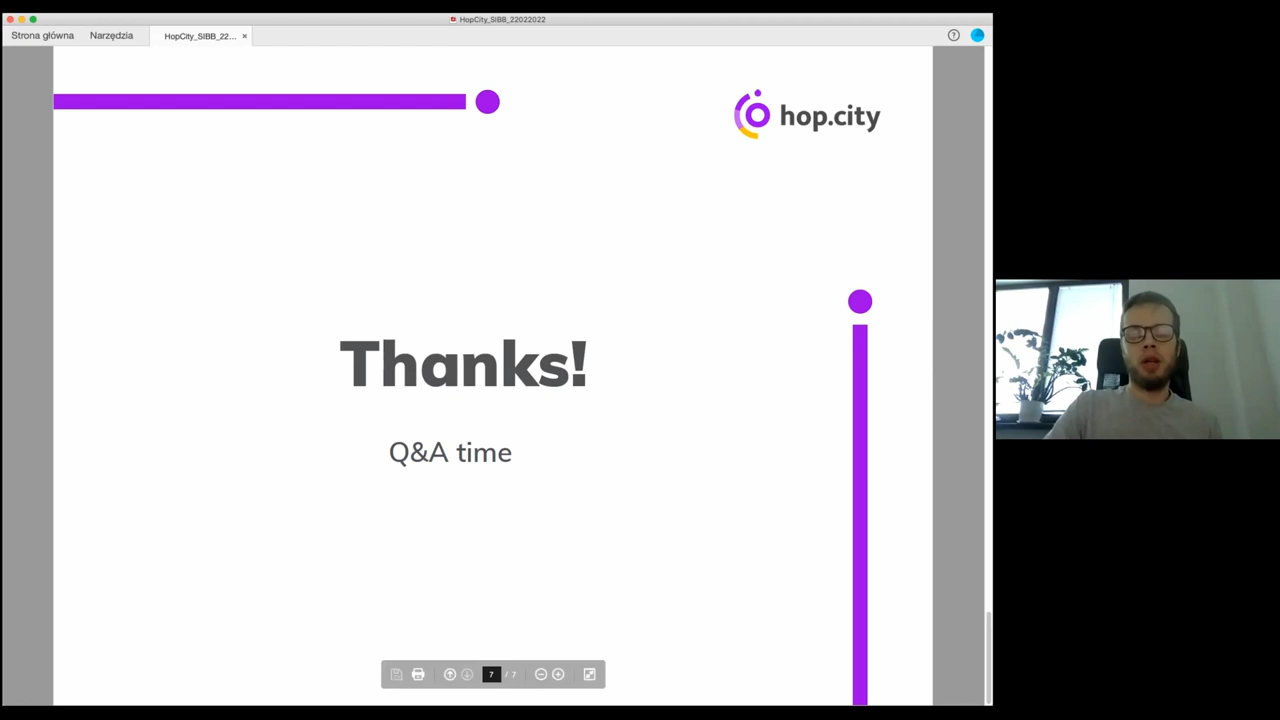 HopCity_SIBB_22022022
Strona główna
Narzędzia
HopCity_SIBB_22...
×
?
hop.city
Thanks!
Q&A time
7 / 7